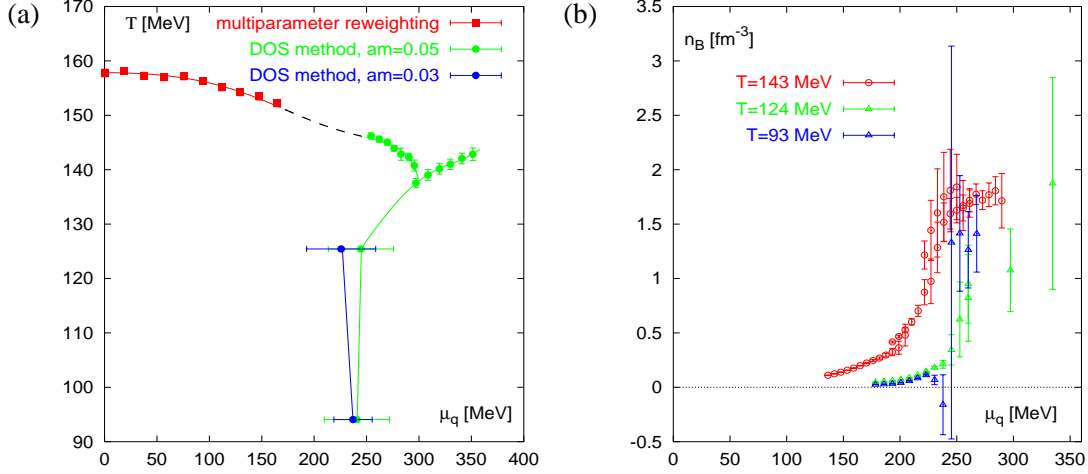 (a)
T [MeV]
multiparameter reweighting
DOS method, am=0.05
DOS method, am=0.03
170
160
150
140
130
120
110
100
90
μq [MeV]
0 50 100 150 200 250 300 350 400
(b)
nB [fm-3]
T=143 MeV
T=124 MeV
T=93 MeV
3.5
3
2.5
2
1.5
1
0.5
0
-0.5
μq [MeV]
0 50 100 150 200 250 300 350